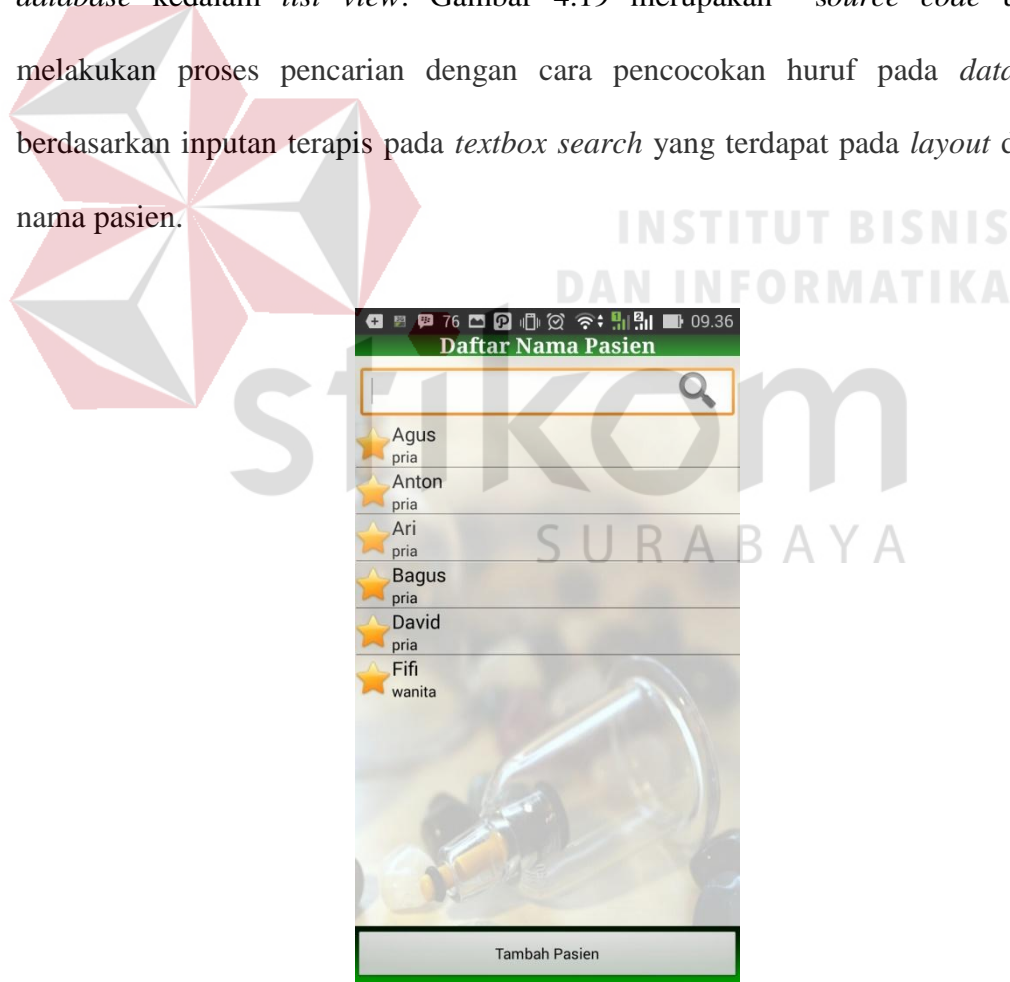 database kedalam list view. Gambar 4.19 merupakan source code
melakukan proses pencarian dengan cara pencocokan huruf pada data
berdasarkan inputan terapis pada textbox search yang terdapat pada layout
nama pasien.
INSTITUT BISNIS
DAN INFORMATIKA
stikom
SURABAYA
76 09.36
Daftar Nama Pasien
Agus
pria
Anton
pria
Ari
pria
Bagus
pria
David
pria
Fifi
wanita
Tambah Pasien